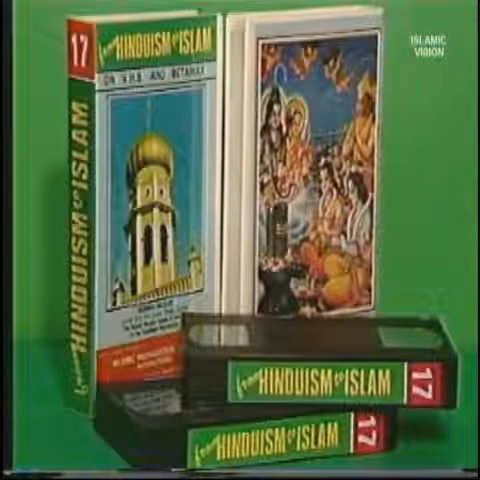 ISLAMIC
VISION
17
from HINDUISM to ISLAM
ON V.H.S. AND BETAMAX
from HINDUISM to ISLAM
from HINDUISM to ISLAM
17
from HINDUISM to ISLAM
17